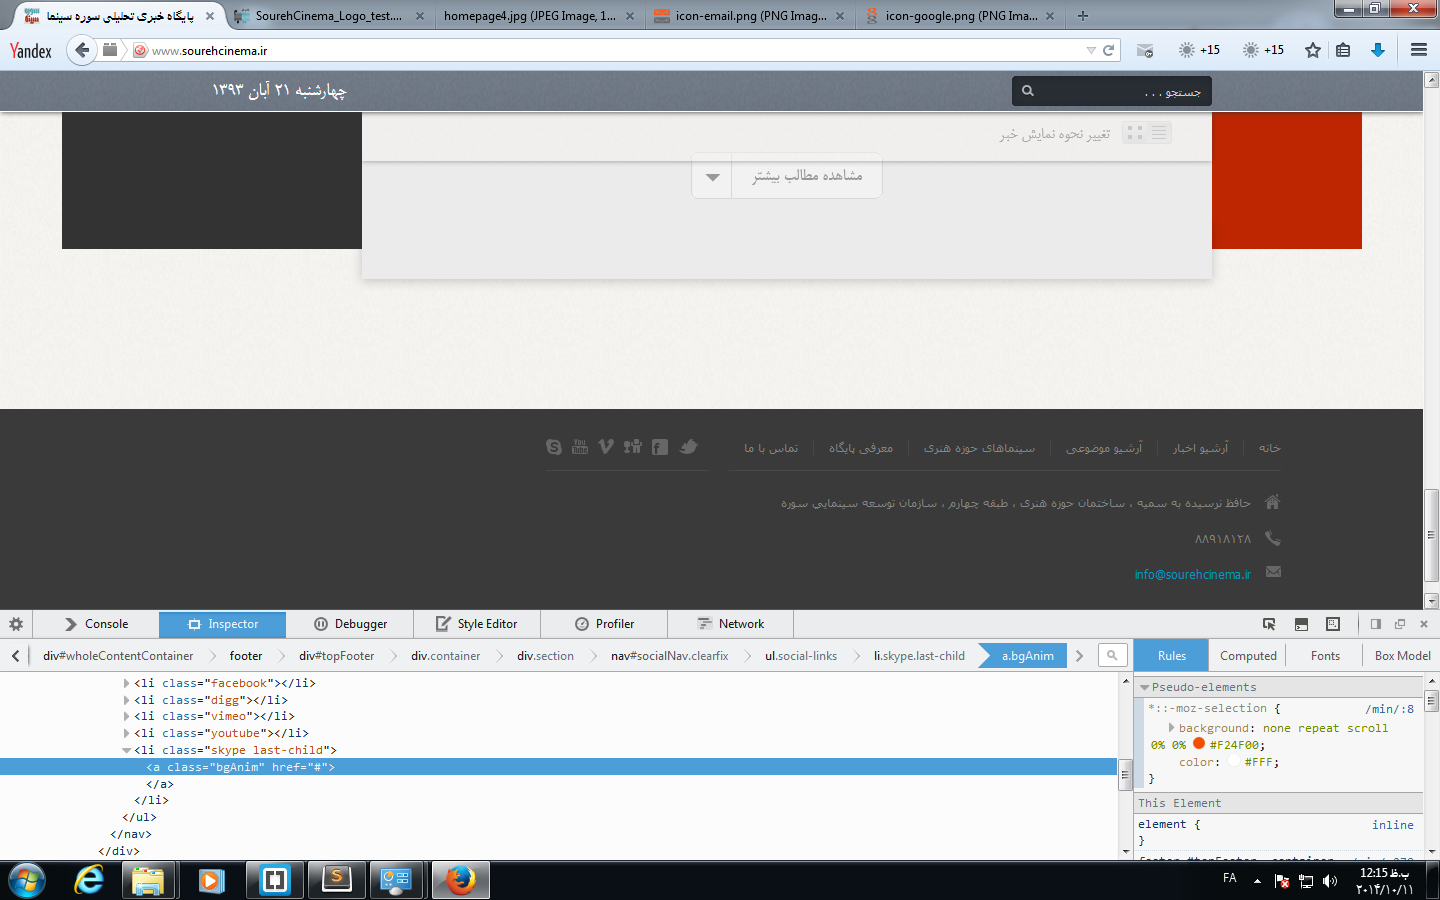 پایگاه خبری تحلیلی سوره سینما
SourehCinema_Logo_test....
homepage4.jpg (JPEG Image, 1...
icon-email.png (PNG Imag...
icon-google.png (PNG Ima...
Yandex
www.sourehcinema.ir
+15
+15
چهارشنبه ۲۱ آبان ۱۳۹۳
جستجو . . .
تغییر نحوه نمایش خبر
مشاهده مطالب بیشتر
خانه
آرشیو اخبار
آرشیو موضوعی
سینماهای حوزه هنری
معرفی پایگاه
تماس با ما
حافظ نرسیده به سمیه ، ساختمان حوزه هنری ، طبقه چهارم ، سازمان توسعه سینمایي سوره
۸۸۹۱۸۱۲۸
info@sourehcinema.ir
Console
Inspector
Debugger
Style Editor
Profiler
Network
div#wholeContentContainer
footer
div#topFooter
div.container
div.section
nav#socialNav.clearfix
ul.social-links
li.skype.last-child
a.bgAnim
Rules
Computed
Fonts
Box Model
<li class="facebook"></li>
<li class="digg"></li>
<li class="vimeo"></li>
<li class="youtube"></li>
<li class="skype last-child">
<a class="bgAnim" href="#">
</a>
</li>
</ul>
</nav>
</div>
Pseudo-elements
*::-moz-selection {
/min/:8
background: none repeat scroll
0% 0% #F24F00;
color: #FFF;
}
This Element
element {
inline
}
FA
12:15 ب.ظ
۲۰۱۴/۱۰/۱۱